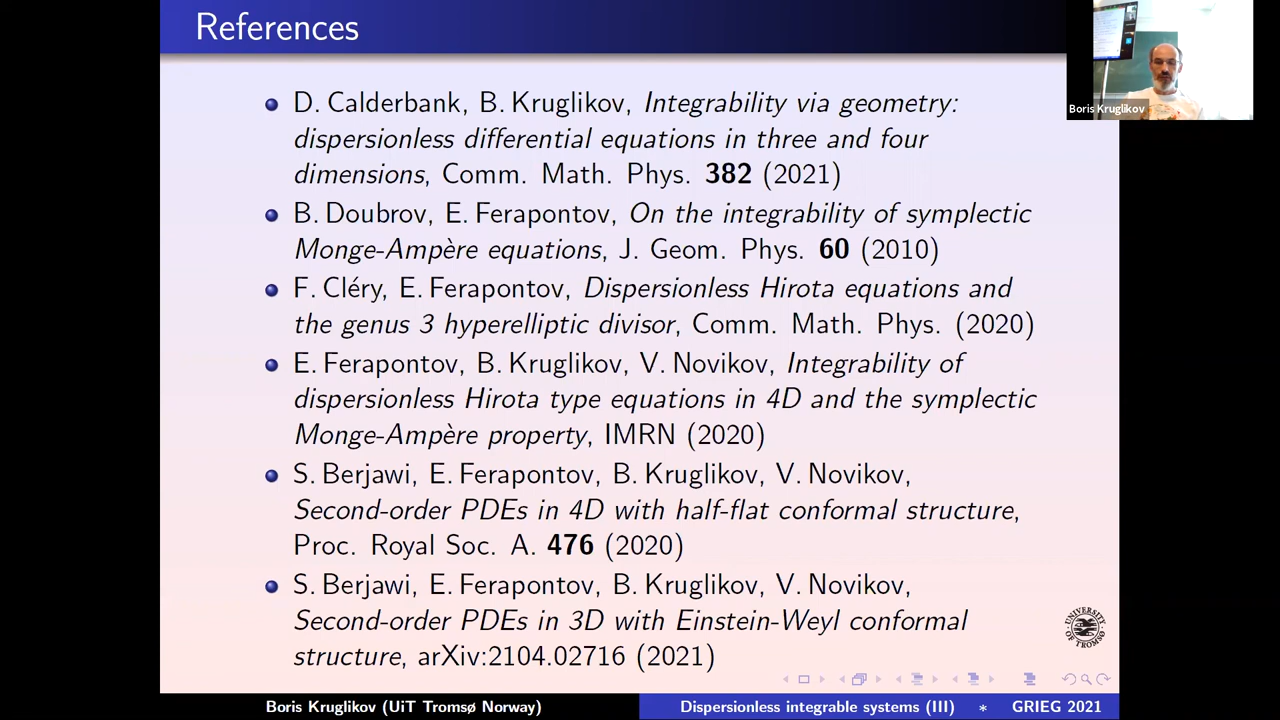 References
D. Calderbank, B. Kruglikov, Integrability via geometry:
dispersionless differential equations in three and four
dimensions, Comm. Math. Phys. 382 (2021)
B. Doubrov, E. Ferapontov, On the integrability of symplectic
Monge-Ampère equations, J. Geom. Phys. 60 (2010)
F. Cléry, E. Ferapontov, Dispersionless Hirota equations and
the genus 3 hyperelliptic divisor, Comm. Math. Phys. (2020)
E. Ferapontov, B. Kruglikov, V. Novikov, Integrability of
dispersionless Hirota type equations in 4D and the symplectic
Monge-Ampère property, IMRN (2020)
S. Berjawi, E. Ferapontov, B. Kruglikov, V. Novikov,
Second-order PDEs in 4D with half-flat conformal structure,
Proc. Royal Soc. A. 476 (2020)
S. Berjawi, E. Ferapontov, B. Kruglikov, V. Novikov,
Second-order PDEs in 3D with Einstein-Weyl conformal
structure, arXiv:2104.02716 (2021)
Boris Kruglikov
UNIVERSITY
OF TROMSØ
Boris Kruglikov (UiT Tromsø Norway)
Dispersionless integrable systems (III) * GRIEG 2021